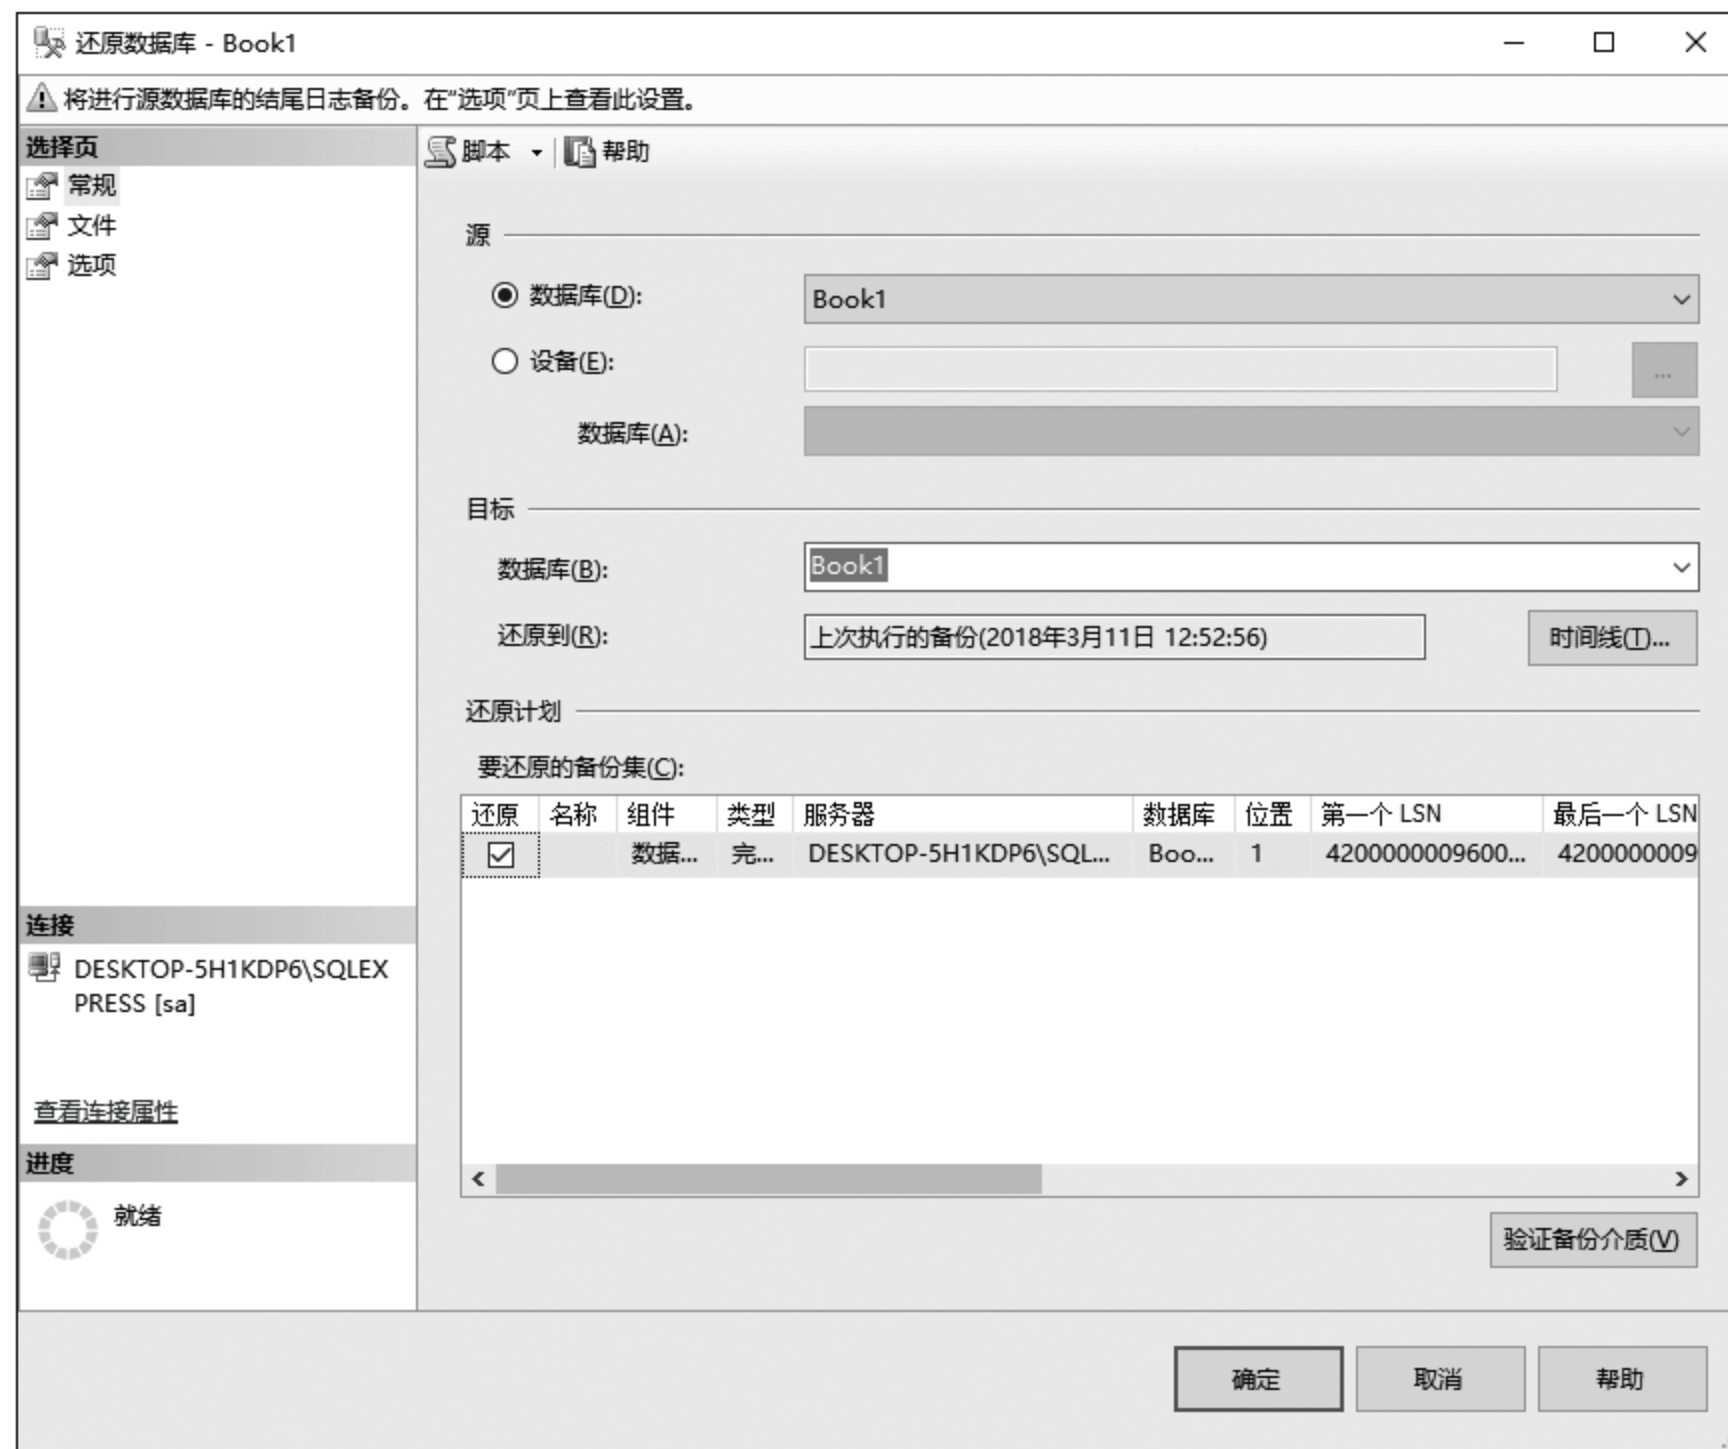 还原数据库 - Book1
将进行源数据库的结尾日志备份。在“选项”页上查看此设置。
选择页
常规
文件
选项
脚本 帮助
源
数据库(D): Book1
设备(E): ...
数据库(A):
目标
数据库(B): Book1
还原到(R): 上次执行的备份(2018年3月11日 12:52:56) 时间线(T)...
还原计划
要还原的备份集(C):
还原 名称 组件 类型 服务器 数据库 位置 第一个 LSN 最后一个 LSN
数据... 完... DESKTOP-5H1KDP6\SQL... Boo... 1 4200000009600... 4200000009
连接
DESKTOP-5H1KDP6\SQLEX
PRESS [sa]
查看连接属性
进度
就绪
验证备份介质(V)
确定 取消 帮助